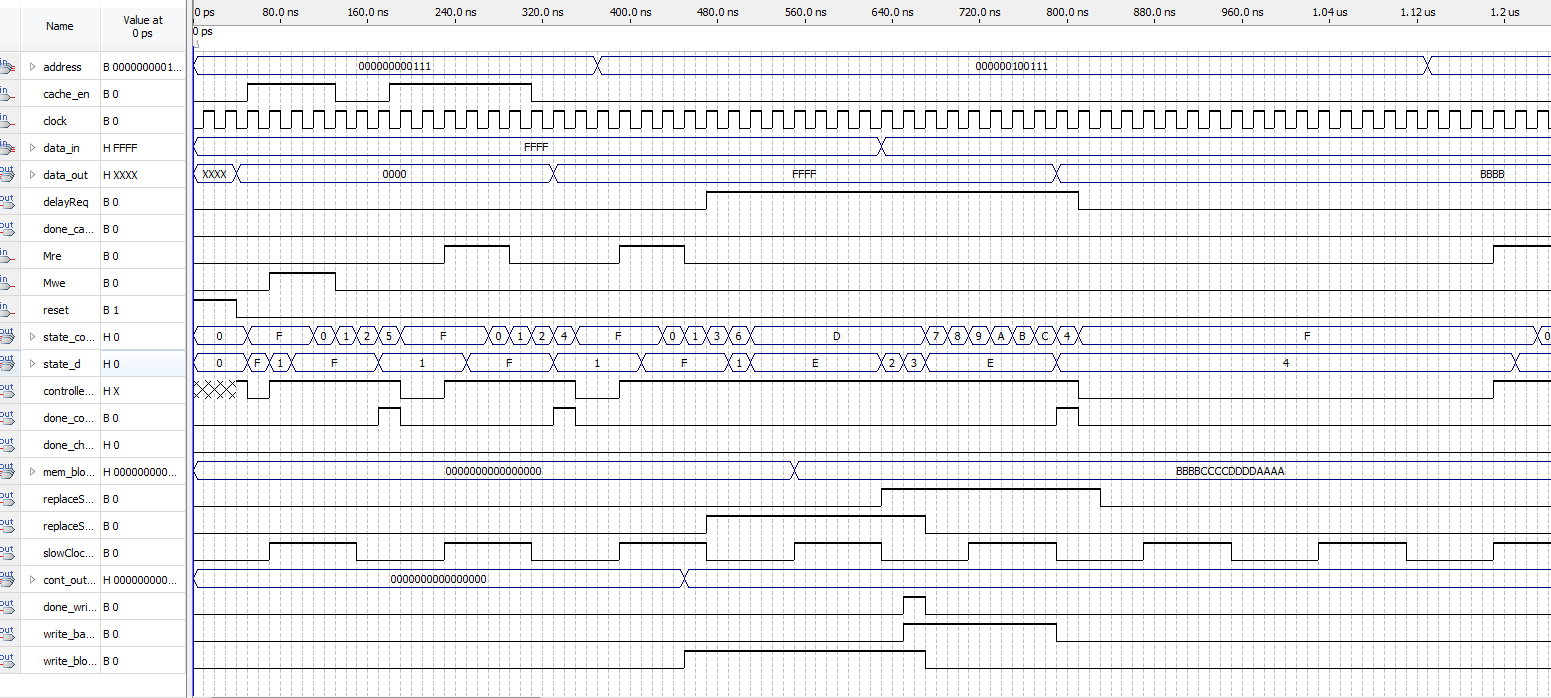 Name Value at 0 ps 0 ps 80.0 ns 160.0 ns 240.0 ns 320.0 ns 400.0 ns 480.0 ns 560.0 ns 640.0 ns 720.0 ns 800.0 ns 880.0 ns 960.0 ns 1.04 us 1.12 us 1.2 us
0 ps
in address B 0000000001... 000000000111 000000100111
in cache_en B 0
in clock B 0
in data_in H FFFF FFFF
out data_out H XXXX XXXX 0000 FFFF BBBB
out delayReq B 0
out done_ca... B 0
in Mre B 0
in Mwe B 0
in reset B 1
out state_co... H 0 0 F 0 1 2 5 F 0 1 2 4 F 0 1 3 6 D 7 8 9 A B C 4 F 0
out state_d H 0 0 F 1 F 1 F 1 F 1 E 2 3 E 4
out controlle... H X
out done_co... B 0
out done_ch... H 0
out mem_blo... H 000000000... 0000000000000000 BBBBCCCCDDDDAAAA
out replaceS... B 0
out replaceS... B 0
out slowCloc... B 0
out cont_out... H 000000000... 0000000000000000
out done_wri... B 0
out write_ba... B 0
out write_blo... B 0